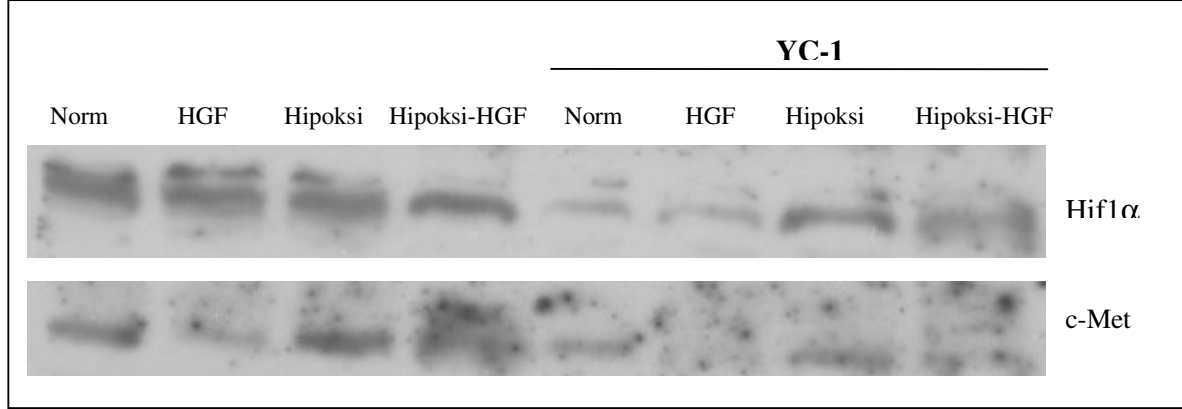 YC-1
Norm HGF Hipoksi Hipoksi-HGF Norm HGF Hipoksi Hipoksi-HGF
Hif1α
c-Met